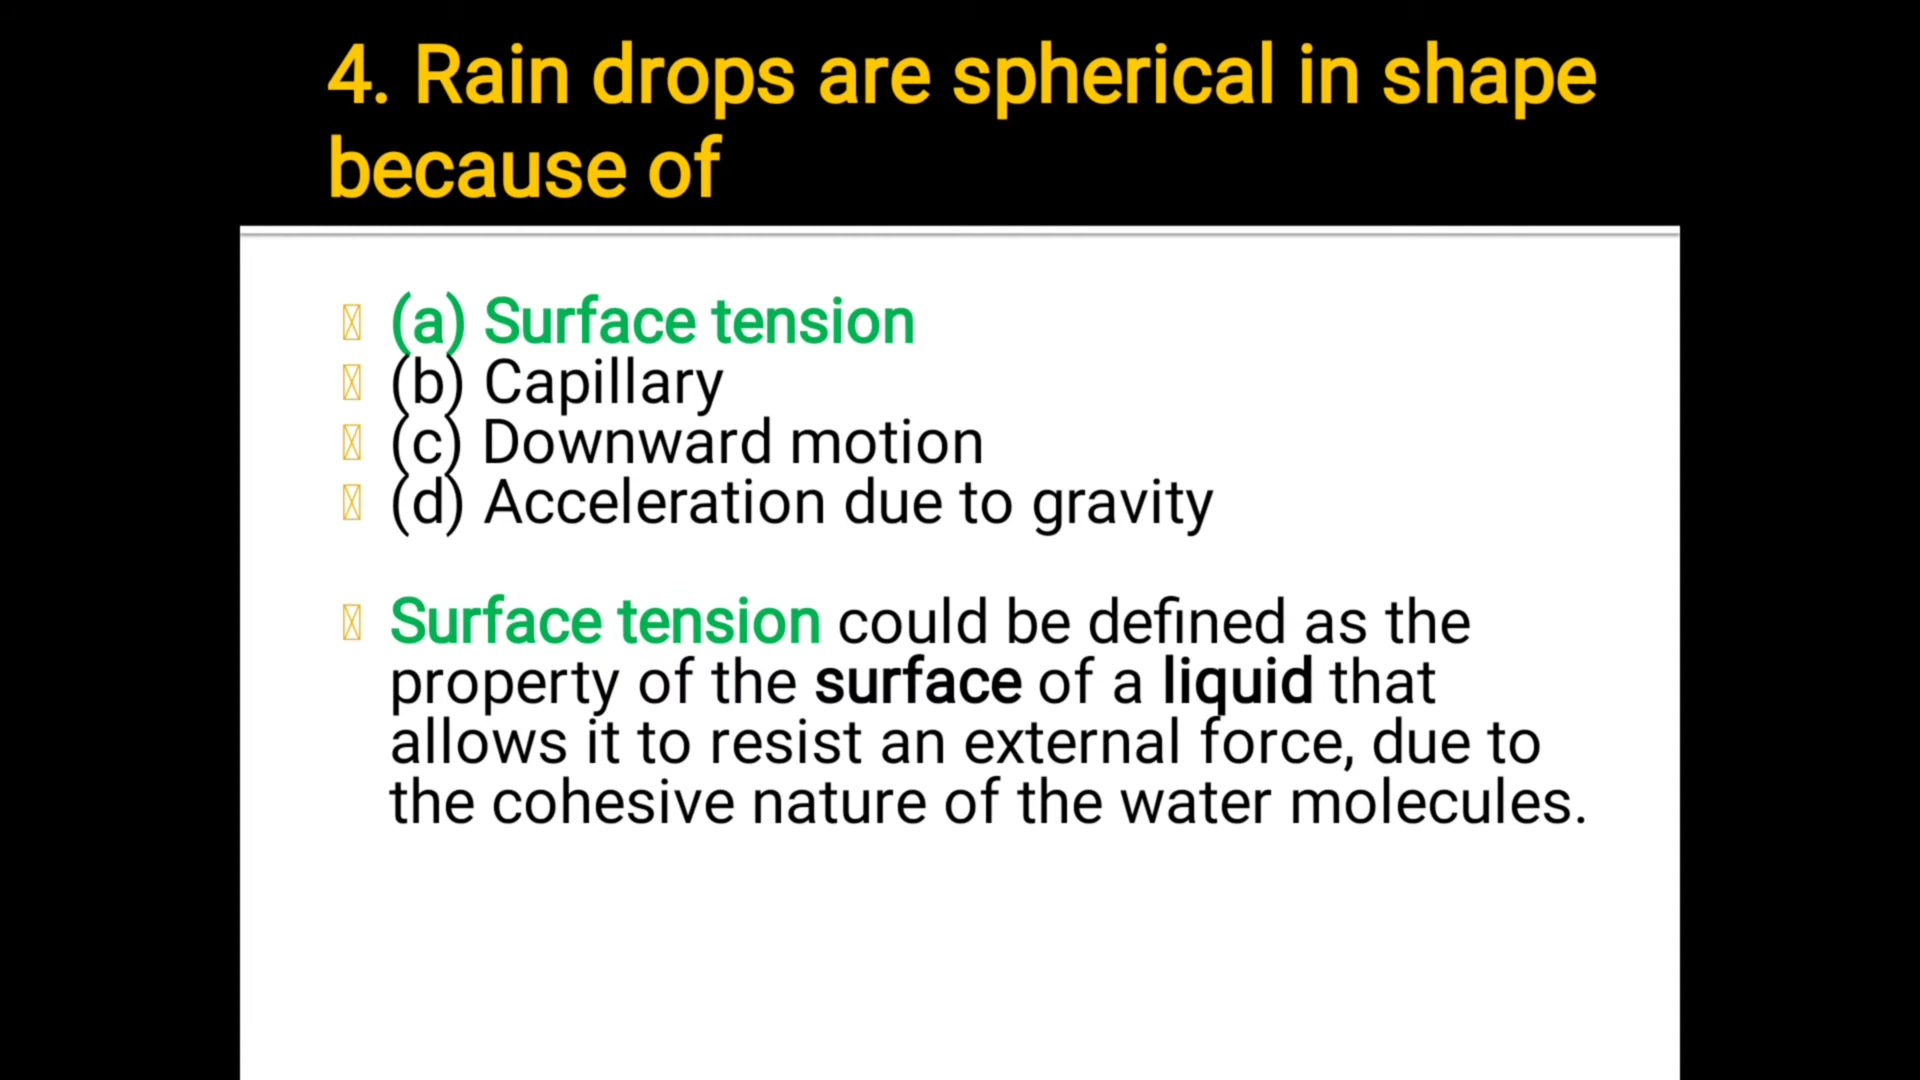 4. Rain drops are spherical in shape
because of
(a) Surface tension
(b) Capillary
(c) Downward motion
(d) Acceleration due to gravity
Surface tension could be defined as the
property of the surface of a liquid that
allows it to resist an external force, due to
the cohesive nature of the water molecules.